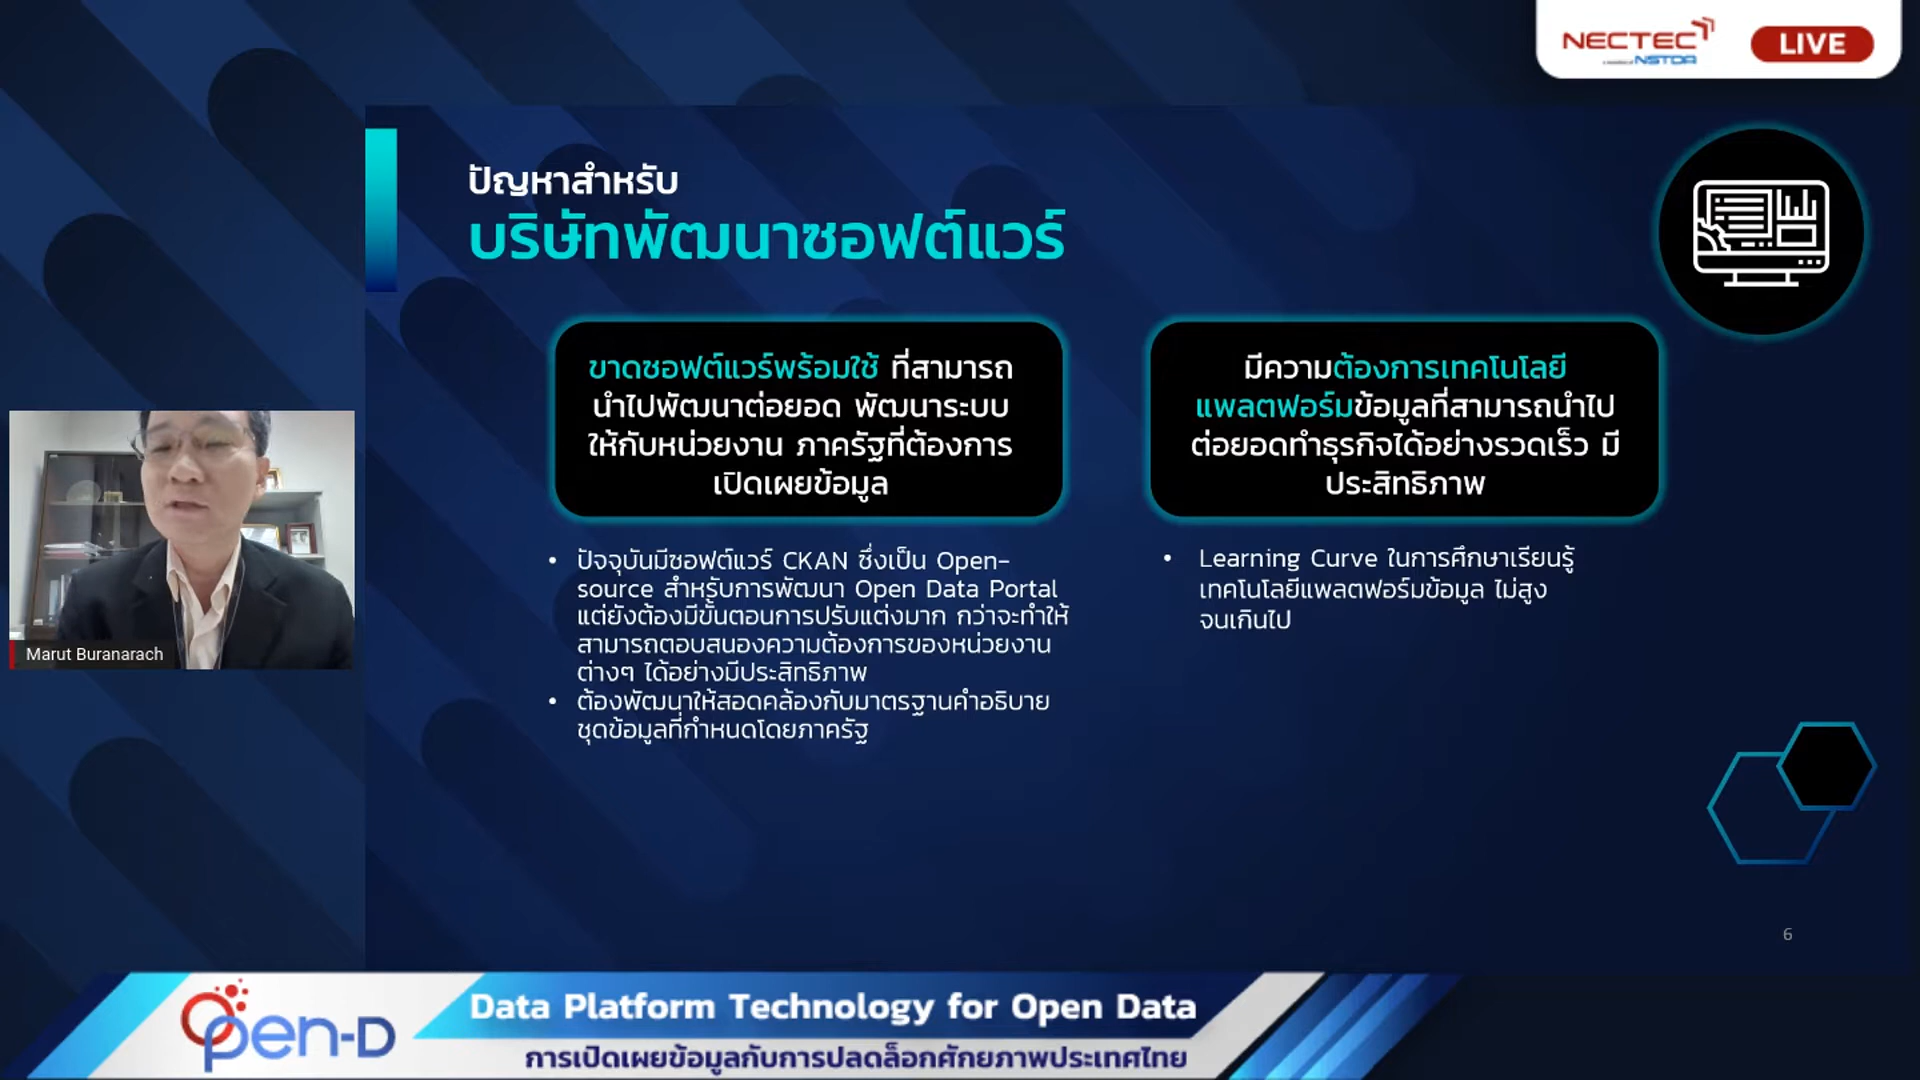 NECTEC
a member of NSTDA
LIVE
ปัญหาสำหรับ
บริษัทพัฒนาซอฟต์แวร์
ขาดซอฟต์แวร์พร้อมใช้ ที่สามารถ
นำไปพัฒนาต่อยอด พัฒนาระบบ
ให้กับหน่วยงาน ภาครัฐที่ต้องการ
เปิดเผยข้อมูล
• ปัจจุบันมีซอฟต์แวร์ CKAN ซึ่งเป็น Open-
source สำหรับการพัฒนา Open Data Portal
แต่ยังต้องมีขั้นตอนการปรับแต่งมาก กว่าจะทำให้
สามารถตอบสนองความต้องการของหน่วยงาน
ต่างๆ ได้อย่างมีประสิทธิภาพ
• ต้องพัฒนาให้สอดคล้องกับมาตรฐานคำอธิบาย
ชุดข้อมูลที่กำหนดโดยภาครัฐ
มีความต้องการเทคโนโลยี
แพลตฟอร์มข้อมูลที่สามารถนำไป
ต่อยอดทำธุรกิจได้อย่างรวดเร็ว มี
ประสิทธิภาพ
• Learning Curve ในการศึกษาเรียนรู้
เทคโนโลยีแพลตฟอร์มข้อมูล ไม่สูง
จนเกินไป
Marut Buranarach
6
Open-D
Data Platform Technology for Open Data
การเปิดเผยข้อมูลกับการปลดล็อกศักยภาพประเทศไทย